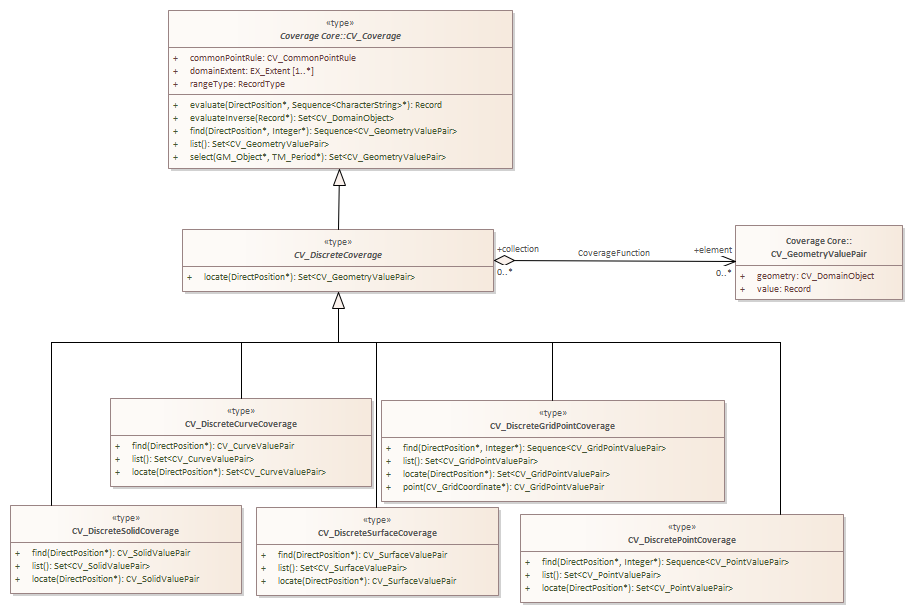 «type»
Coverage Core::CV_Coverage
+ commonPointRule: CV_CommonPointRule
+ domainExtent: EX_Extent [1..*]
+ rangeType: RecordType
+ evaluate(DirectPosition*, Sequence<CharacterString>*): Record
+ evaluateInverse(Record*): Set<CV_DomainObject>
+ find(DirectPosition*, Integer*): Sequence<CV_GeometryValuePair>
+ list(): Set<CV_GeometryValuePair>
+ select(GM_Object*, TM_Period*): Set<CV_GeometryValuePair>
«type»
CV_DiscreteCoverage
+ locate(DirectPosition*): Set<CV_GeometryValuePair>
+collection
0..*
CoverageFunction
+element
0..*
Coverage Core::
CV_GeometryValuePair
+ geometry: CV_DomainObject
+ value: Record
«type»
CV_DiscreteCurveCoverage
+ find(DirectPosition*): CV_CurveValuePair
+ list(): Set<CV_CurveValuePair>
+ locate(DirectPosition*): Set<CV_CurveValuePair>
«type»
CV_DiscreteGridPointCoverage
+ find(DirectPosition*, Integer*): Sequence<CV_GridPointValuePair>
+ list(): Set<CV_GridPointValuePair>
+ locate(DirectPosition*): Set<CV_GridPointValuePair>
+ point(CV_GridCoordinate*): CV_GridPointValuePair
«type»
CV_DiscreteSolidCoverage
+ find(DirectPosition*): CV_SolidValuePair
+ list(): Set<CV_SolidValuePair>
+ locate(DirectPosition*): CV_SolidValuePair
«type»
CV_DiscreteSurfaceCoverage
+ find(DirectPosition*): CV_SurfaceValuePair
+ list(): Set<CV_SurfaceValuePair>
+ locate(DirectPosition*): CV_SurfaceValuePair
«type»
CV_DiscretePointCoverage
+ find(DirectPosition*, Integer*): Sequence<CV_PointValuePair>
+ list(): Set<CV_PointValuePair>
+ locate(DirectPosition*): Set<CV_PointValuePair>